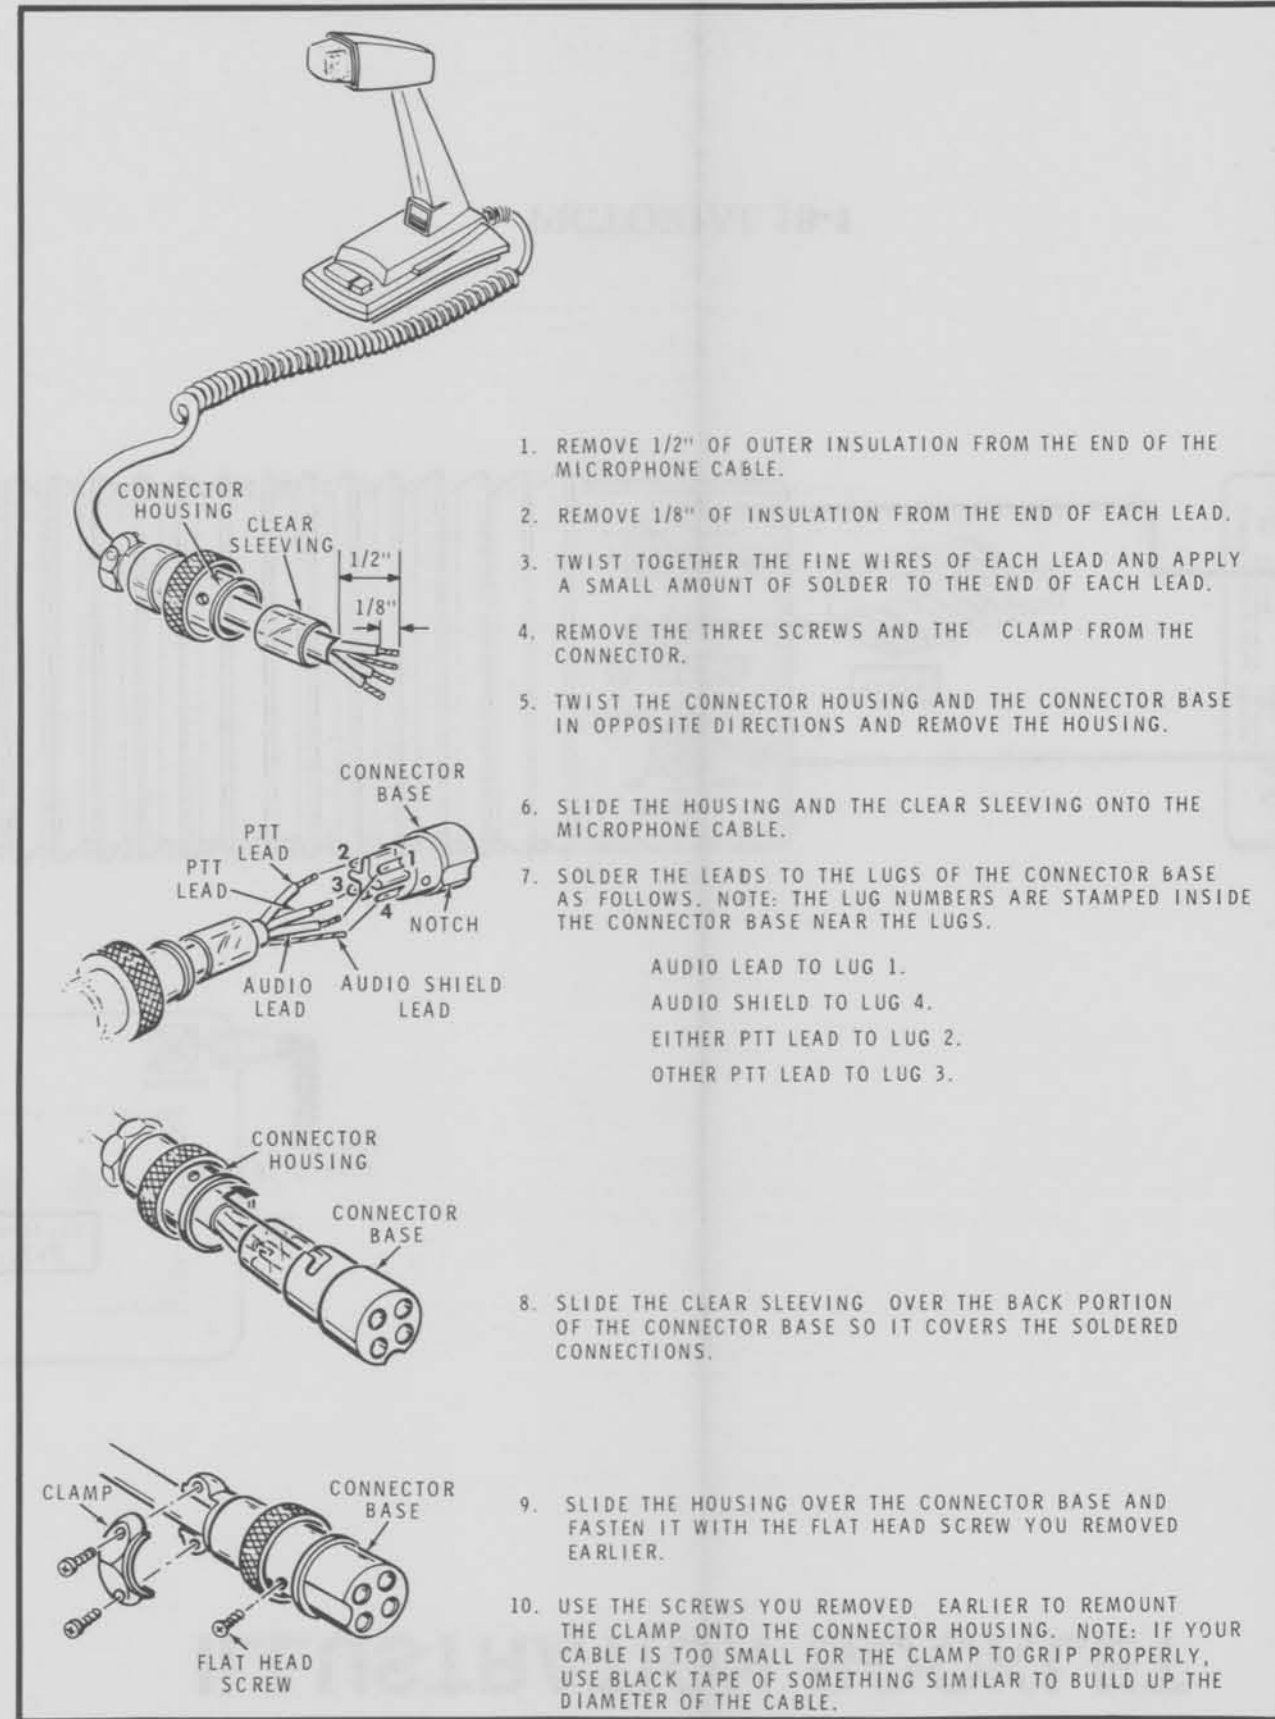 CONNECTOR
HOUSING
CLEAR
SLEEVING
1/2"
1/8"
1. REMOVE 1/2" OF OUTER INSULATION FROM THE END OF THE
MICROPHONE CABLE.
2. REMOVE 1/8" OF INSULATION FROM THE END OF EACH LEAD.
3. TWIST TOGETHER THE FINE WIRES OF EACH LEAD AND APPLY
A SMALL AMOUNT OF SOLDER TO THE END OF EACH LEAD.
4. REMOVE THE THREE SCREWS AND THE CLAMP FROM THE
CONNECTOR.
5. TWIST THE CONNECTOR HOUSING AND THE CONNECTOR BASE
IN OPPOSITE DIRECTIONS AND REMOVE THE HOUSING.
CONNECTOR
BASE
PTT
LEAD
PTT
LEAD
2
1
3
4
NOTCH
AUDIO
LEAD
AUDIO SHIELD
LEAD
6. SLIDE THE HOUSING AND THE CLEAR SLEEVING ONTO THE
MICROPHONE CABLE.
7. SOLDER THE LEADS TO THE LUGS OF THE CONNECTOR BASE
AS FOLLOWS. NOTE: THE LUG NUMBERS ARE STAMPED INSIDE
THE CONNECTOR BASE NEAR THE LUGS.
AUDIO LEAD TO LUG 1.
AUDIO SHIELD TO LUG 4.
EITHER PTT LEAD TO LUG 2.
OTHER PTT LEAD TO LUG 3.
CONNECTOR
HOUSING
CONNECTOR
BASE
8. SLIDE THE CLEAR SLEEVING OVER THE BACK PORTION
OF THE CONNECTOR BASE SO IT COVERS THE SOLDERED
CONNECTIONS.
CLAMP
CONNECTOR
BASE
FLAT HEAD
SCREW
9. SLIDE THE HOUSING OVER THE CONNECTOR BASE AND
FASTEN IT WITH THE FLAT HEAD SCREW YOU REMOVED
EARLIER.
10. USE THE SCREWS YOU REMOVED EARLIER TO REMOUNT
THE CLAMP ONTO THE CONNECTOR HOUSING. NOTE: IF YOUR
CABLE IS TOO SMALL FOR THE CLAMP TO GRIP PROPERLY,
USE BLACK TAPE OF SOMETHING SIMILAR TO BUILD UP THE
DIAMETER OF THE CABLE.